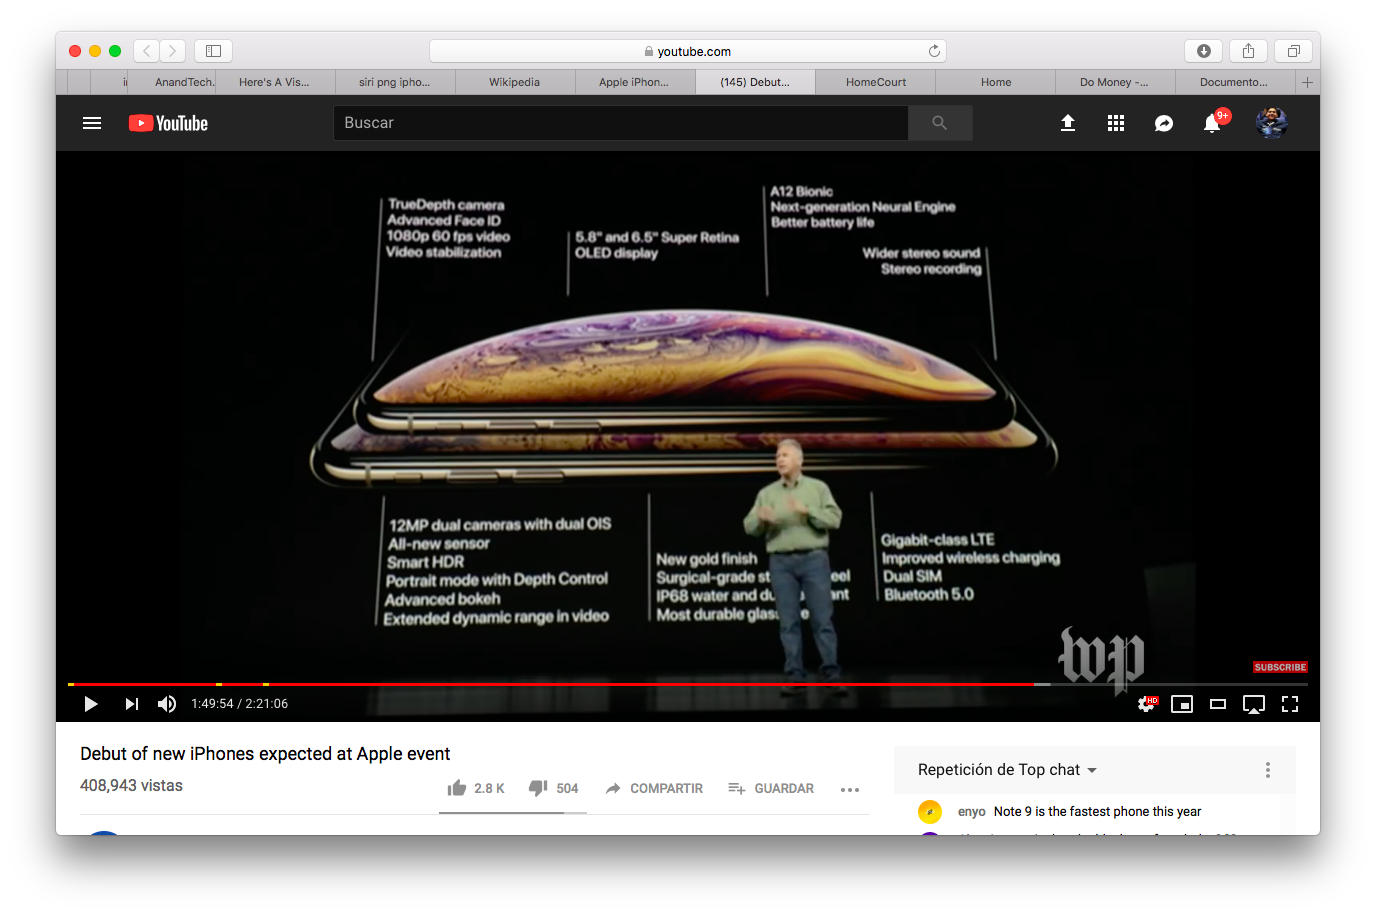 youtube.com
AnandTech.
Here's A Vis...
siri png ipho...
Wikipedia
Apple iPhon...
(145) Debut...
HomeCourt
Home
Do Money -...
Documento...
YouTube
Buscar
9+
TrueDepth camera
Advanced Face ID
1080p 60 fps video
Video stabilization
5.8" and 6.5" Super Retina
OLED display
A12 Bionic
Next-generation Neural Engine
Better battery life
Wider stereo sound
Stereo recording
12MP dual cameras with dual OIS
All-new sensor
Smart HDR
Portrait mode with Depth Control
Advanced bokeh
Extended dynamic range in video
New gold finish
Surgical-grade st eel
IP68 water and du ant
Most durable glas e
Gigabit-class LTE
Improved wireless charging
Dual SIM
Bluetooth 5.0
wp
SUBSCRIBE
1:49:54 / 2:21:06
HD
Debut of new iPhones expected at Apple event
408,943 vistas
2.8 K
504
COMPARTIR
GUARDAR
Repetición de Top chat
enyo Note 9 is the fastest phone this year